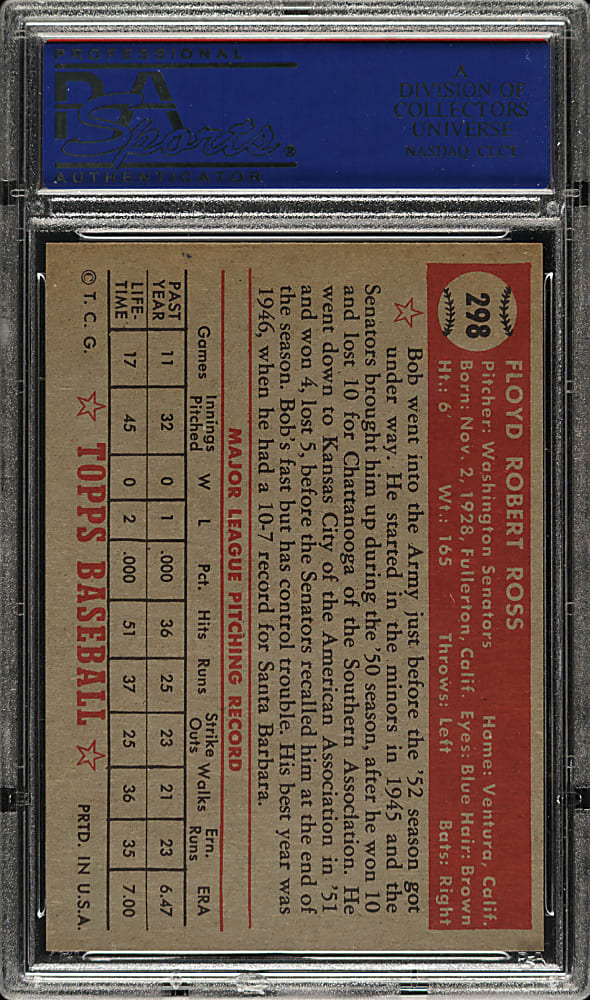 PROFESSIONAL
PSA
Sports®
AUTHENTICATOR
A
DIVISION OF
COLLECTORS
UNIVERSE
NASDAQ: CLCT
298
FLOYD ROBERT ROSS
Pitcher: Washington Senators Home: Ventura, Calif.
Born: Nov. 2, 1928, Fullerton, Calif. Eyes: Blue Hair: Brown
Ht.: 6 Wt.: 165 Throws: Left Bats: Right
Bob went into the Army just before the '52 season got
under way. He started in the minors in 1945 and the
Senators brought him up during the '50 season, after he won 10
and lost 10 for Chattanooga of the Southern Association. He
went down to Kansas City of the American Association in '51
and won 4, lost 5, before the Senators recalled him at the end of
the season. Bob's fast but has control trouble. His best year was
1946, when he had a 10-7 record for Santa Barbara.
MAJOR LEAGUE PITCHING RECORD
Games Innings Pitched W L Pct. Hits Runs Strike Outs Walks Ern. Runs ERA
PAST YEAR 11 32 0 1 .000 36 25 23 21 23 6.47
LIFE-TIME 17 45 0 2 .000 51 37 25 36 35 7.00
© T. C. G. ☆ TOPPS BASEBALL ☆ PRTD. IN U.S.A.